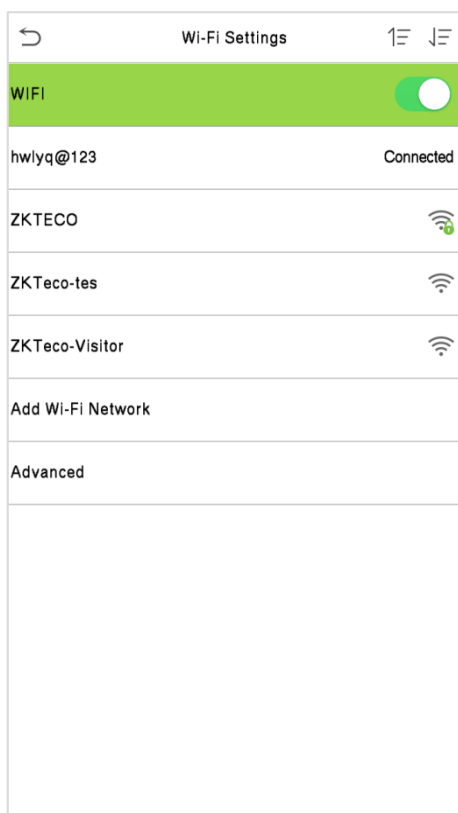 Wi-Fi Settings
WIFI
hwlyq@123 Connected
ZKTECO
ZKTeco-tes
ZKTeco-Visitor
Add Wi-Fi Network
Advanced